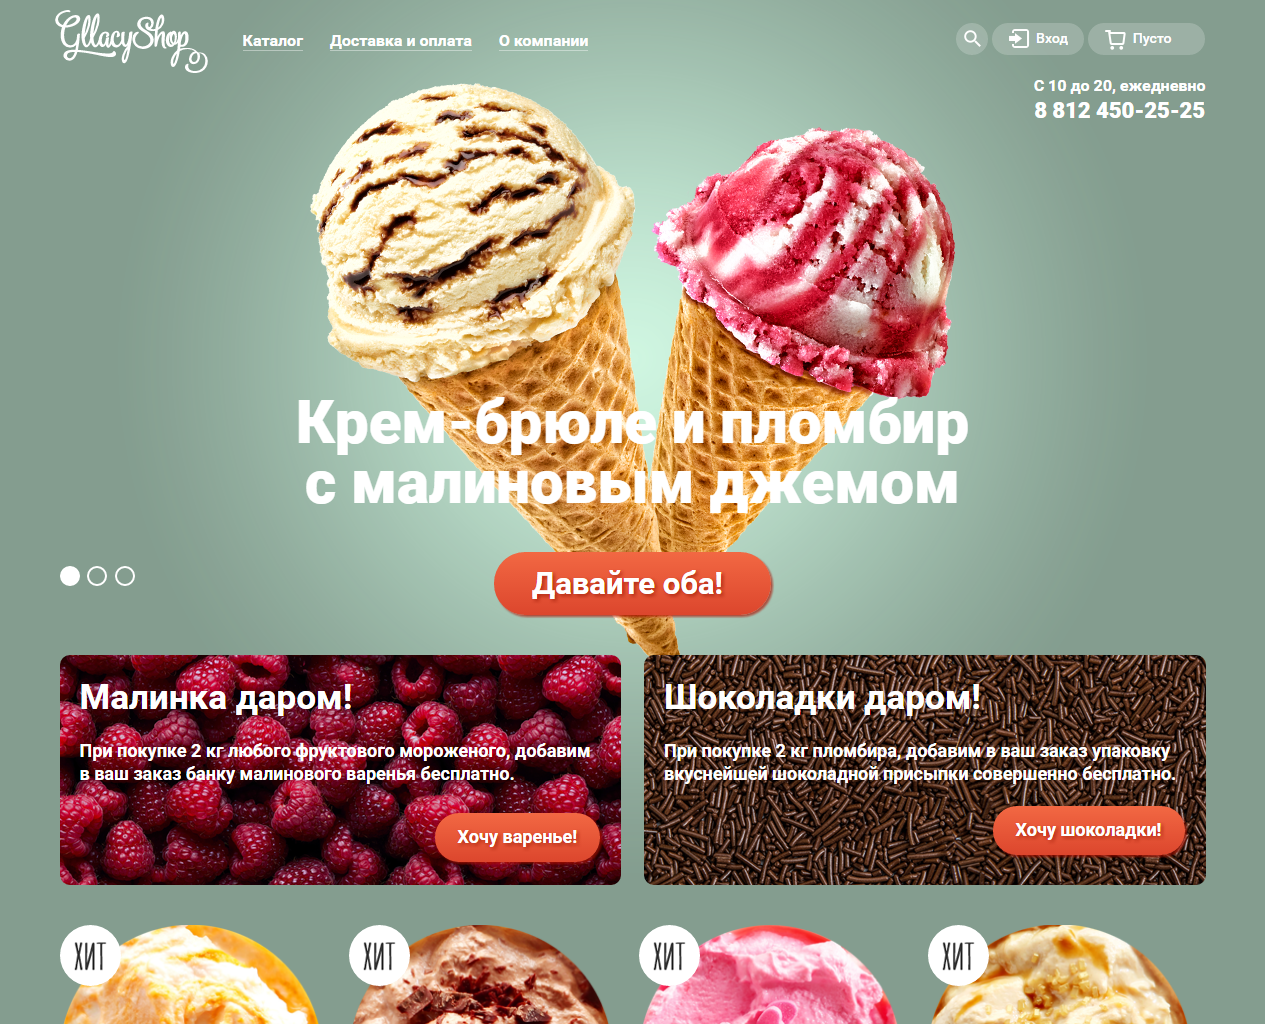 Gllacy Shop
Каталог
Доставка и оплата
О компании
Вход
Пусто
С 10 до 20, ежедневно
8 812 450-25-25
Крем-брюле и пломбир
с малиновым джемом
Давайте оба!
Малинка даром!
При покупке 2 кг любого фруктового мороженого, добавим
в ваш заказ банку малинового варенья бесплатно.
Хочу варенье!
Шоколадки даром!
При покупке 2 кг пломбира, добавим в ваш заказ упаковку
вкуснейшей шоколадной присыпки совершенно бесплатно.
Хочу шоколадки!
ХИТ
ХИТ
ХИТ
ХИТ